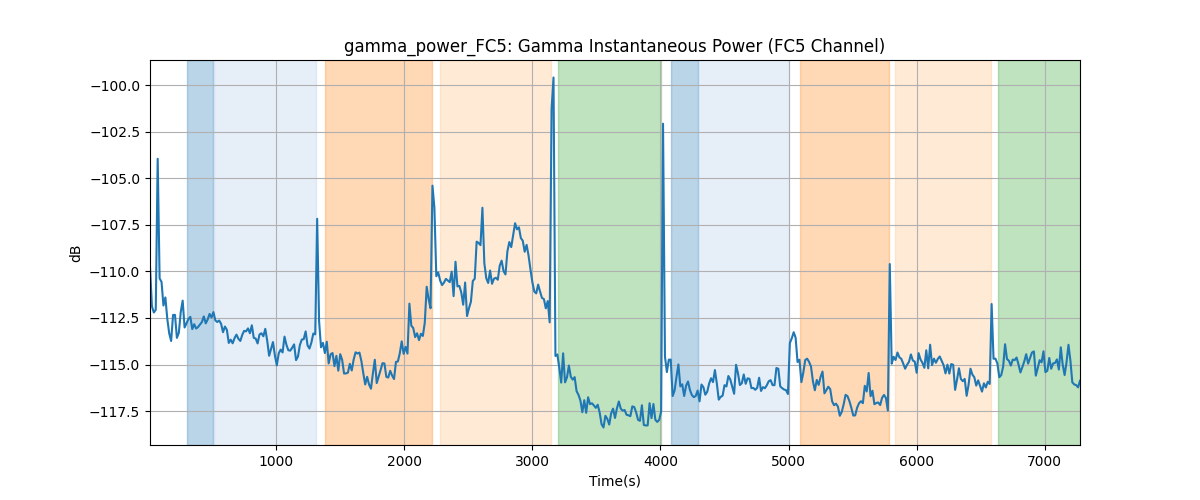 gamma_power_FC5: Gamma Instantaneous Power (FC5 Channel)
−100.0
−102.5
−105.0
−107.5
−110.0
−112.5
−115.0
−117.5
dB
1000 2000 3000 4000 5000 6000 7000
Time(s)